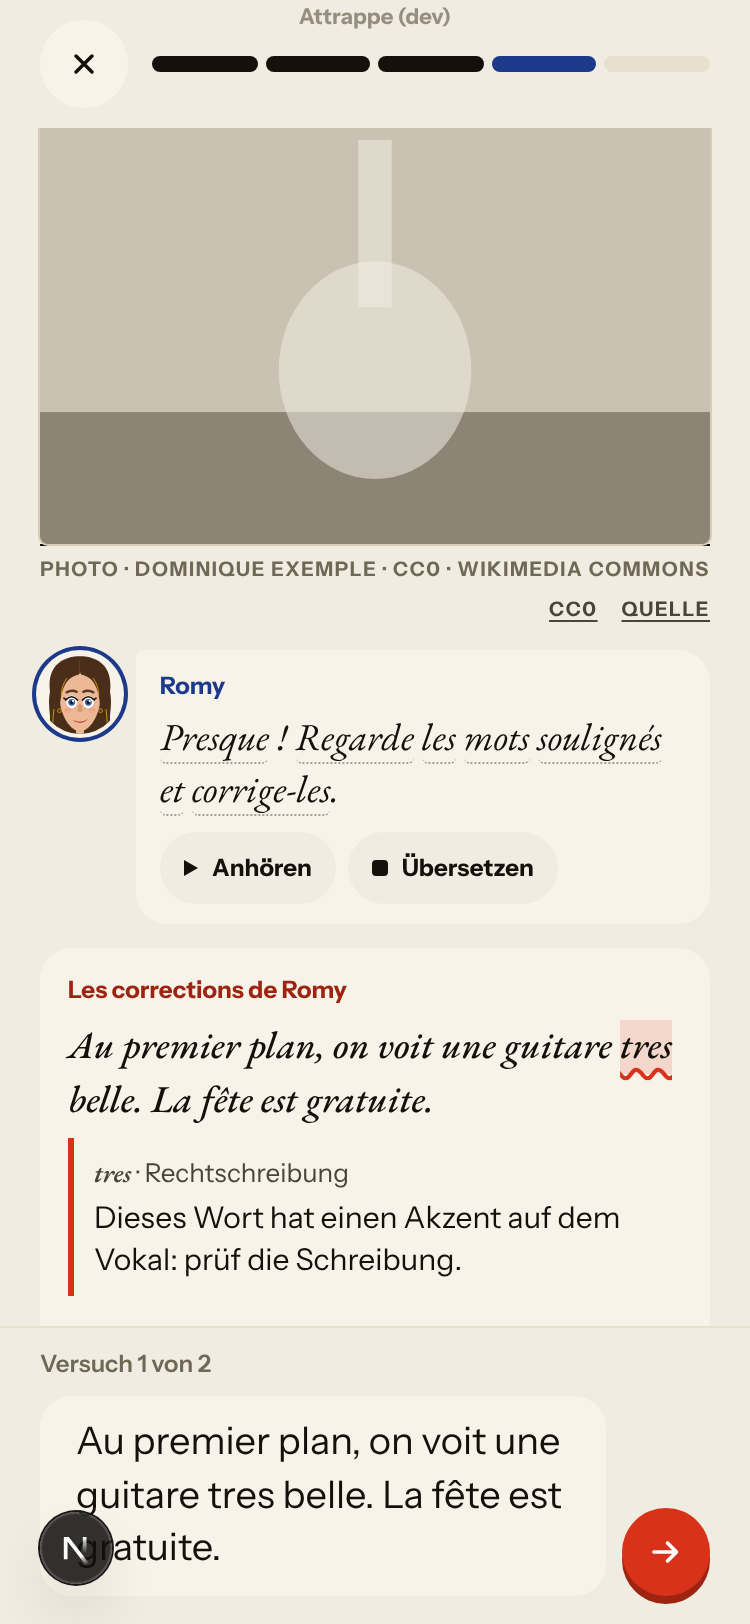 Attrappe (dev)
PHOTO · DOMINIQUE EXEMPLE · CC0 · WIKIMEDIA COMMONS
CC0 QUELLE
Romy
Presque ! Regarde les mots soulignés
et corrige-les.
Anhören Übersetzen
Les corrections de Romy
Au premier plan, on voit une guitare tres
belle. La fête est gratuite.
tres · Rechtschreibung
Dieses Wort hat einen Akzent auf dem
Vokal: prüf die Schreibung.
Versuch 1 von 2
Au premier plan, on voit une
guitare tres belle. La fête est
gratuite.
N